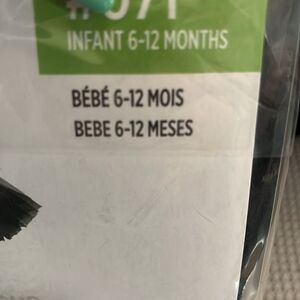 INFANT 6-12 MONTHS
BÉBÉ 6-12 MOIS
BEBE 6-12 MESES